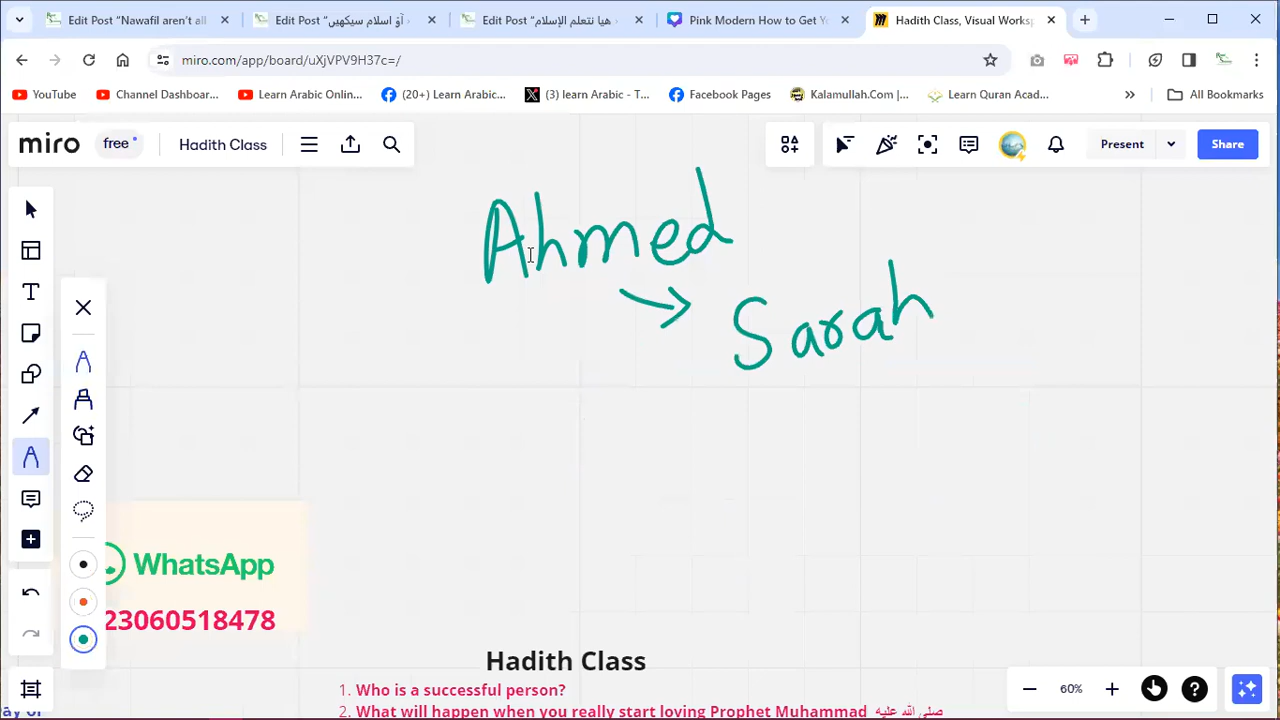 Edit Post "Nawafil aren't all
Edit Post "آؤ اسلام سیکھیں
Edit Post "هيا نتعلم الإسلام
Pink Modern How to Get Yo
Hadith Class, Visual Works
miro.com/app/board/uXjVPV9H37c=/
YouTube
Channel Dashboar...
Learn Arabic Onlin...
(20+) Learn Arabic...
(3) learn Arabic - T...
Facebook Pages
Kalamullah.Com |...
Learn Quran Acad...
All Bookmarks
miro
free
Hadith Class
Present
Share
Ahmed
→ Sarah
WhatsApp
23060518478
Hadith Class
1. Who is a successful person?
2. What will happen when you really start loving Prophet Muhammad صلى الله عليه
60%